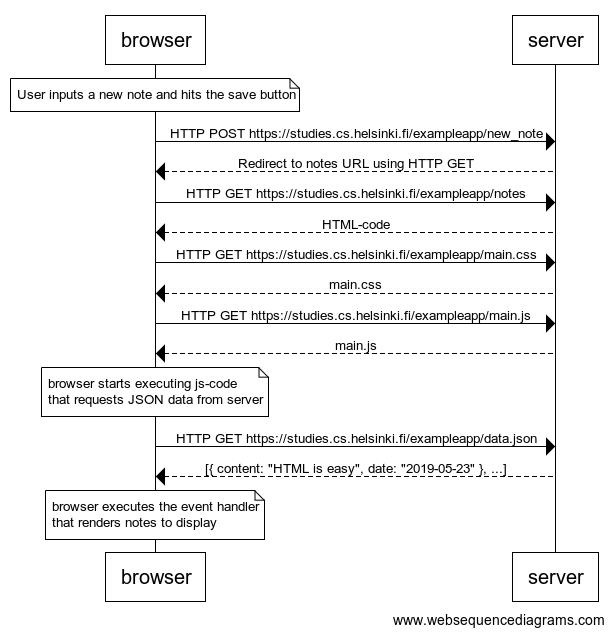 browser
server
User inputs a new note and hits the save button
HTTP POST https://studies.cs.helsinki.fi/exampleapp/new_note
Redirect to notes URL using HTTP GET
HTTP GET https://studies.cs.helsinki.fi/exampleapp/notes
HTML-code
HTTP GET https://studies.cs.helsinki.fi/exampleapp/main.css
main.css
HTTP GET https://studies.cs.helsinki.fi/exampleapp/main.js
main.js
browser starts executing js-code
that requests JSON data from server
HTTP GET https://studies.cs.helsinki.fi/exampleapp/data.json
[{ content: "HTML is easy", date: "2019-05-23" }, ...]
browser executes the event handler
that renders notes to display
browser
server
www.websequencediagrams.com